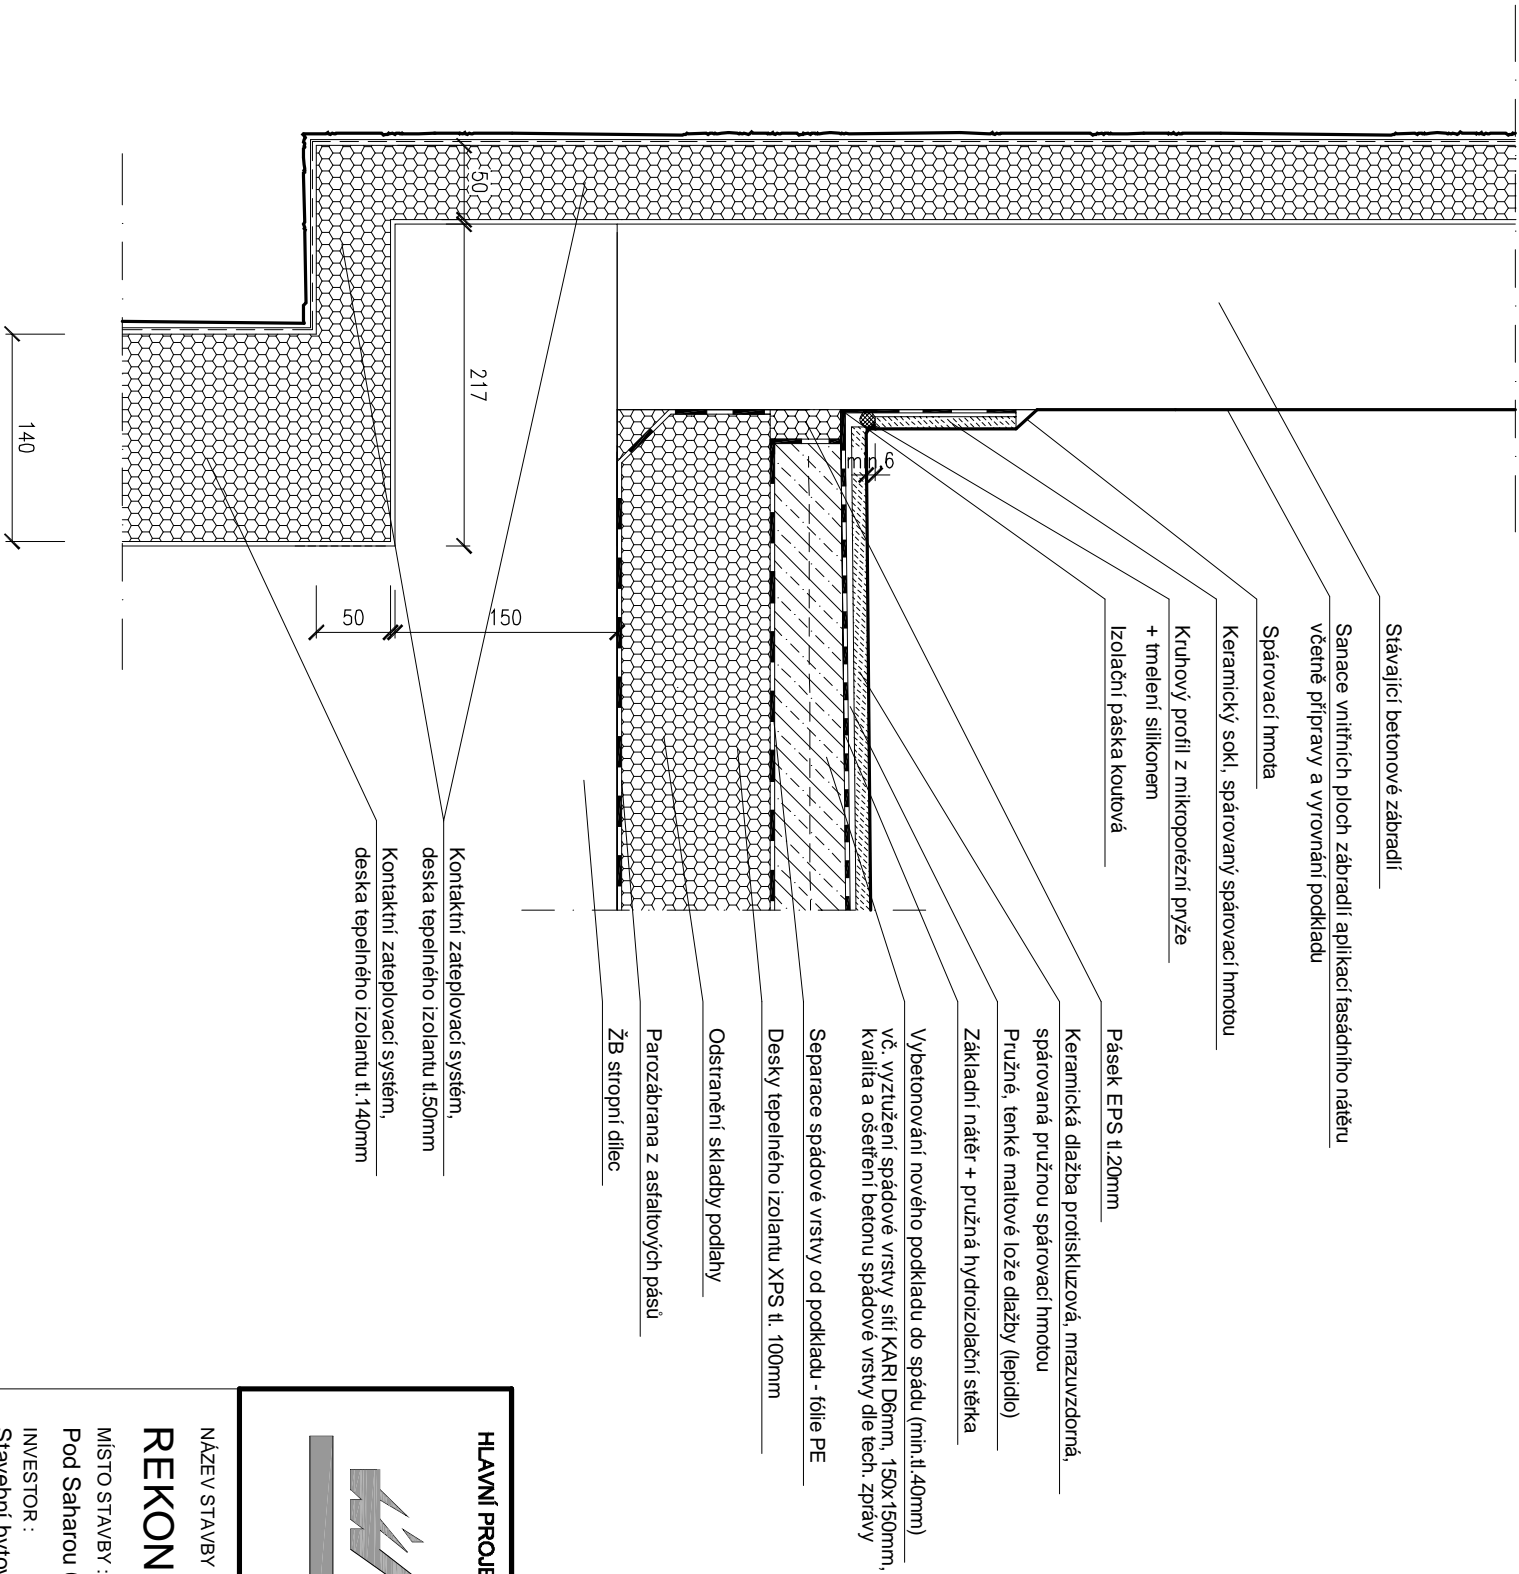 Stávající betonové zábradlí
Sanace vnitřních ploch zábradlí aplikací fasádního nátěru
včetně přípravy a vyrovnání podkladu
Spárovací hmota
Keramický sokl, spárovaný spárovací hmotou
Kruhový profil z mikroporézní pryže
+ tmelení silikonem
Izolační páska koutová
Pásek EPS tl.20mm
Keramická dlažba protiskluzová, mrazuvzdorná,
spárovaná pružnou spárovací hmotou
Pružné, tenké maltové lože dlažby (lepidlo)
Základní nátěr + pružná hydroizolační stěrka
Vybetonování nového podkladu do spádu (min.tl.40mm)
vč. vyztužení spádové vrstvy sítí KARI D6mm, 150x150mm,
kvalita a ošetření betonu spádové vrstvy dle tech. zprávy
Separace spádové vrstvy od podkladu - fólie PE
Desky tepelného izolantu XPS tl. 100mm
Odstranění skladby podlahy
Parozábrana z asfaltových pásů
ŽB stropní dílec
Kontaktní zateplovací systém,
deska tepelného izolantu tl.50mm
Kontaktní zateplovací systém,
deska tepelného izolantu tl.140mm
min.6
50
217
150
50
140
HLAVNÍ PROJE
NÁZEV STAVBY
REKON
MÍSTO STAVBY :
Pod Saharou
INVESTOR :
Stavební bytov